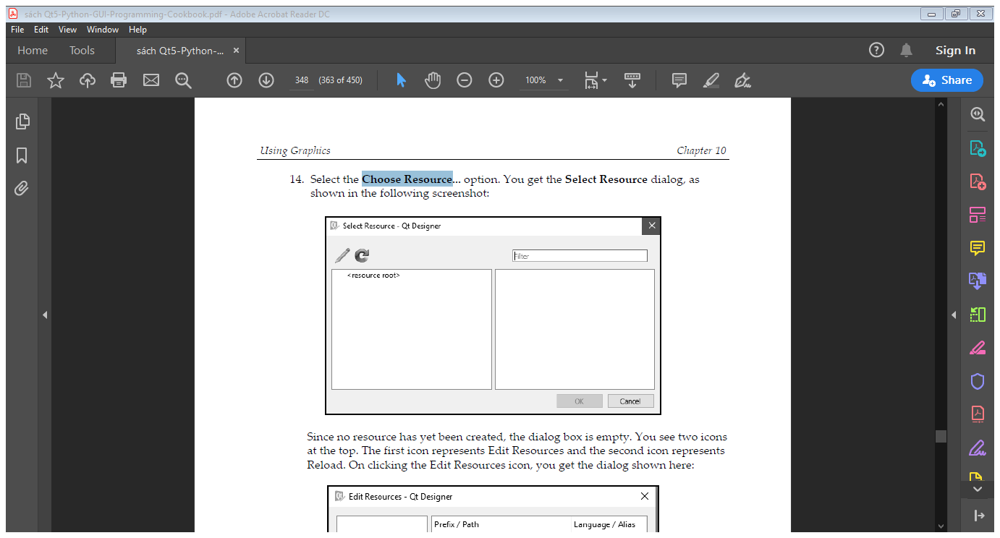 sách Qt5-Python-GUI-Programming-Cookbook.pdf - Adobe Acrobat Reader DC
File Edit View Window Help
Home Tools sách Qt5-Python-... × Sign In
348 (363 of 450) 100% Share
Using Graphics Chapter 10
14. Select the Choose Resource... option. You get the Select Resource dialog, as
shown in the following screenshot:
Select Resource - Qt Designer
Filter
<resource root>
OK Cancel
Since no resource has yet been created, the dialog box is empty. You see two icons
at the top. The first icon represents Edit Resources and the second icon represents
Reload. On clicking the Edit Resources icon, you get the dialog shown here:
Edit Resources - Qt Designer
Prefix / Path Language / Alias